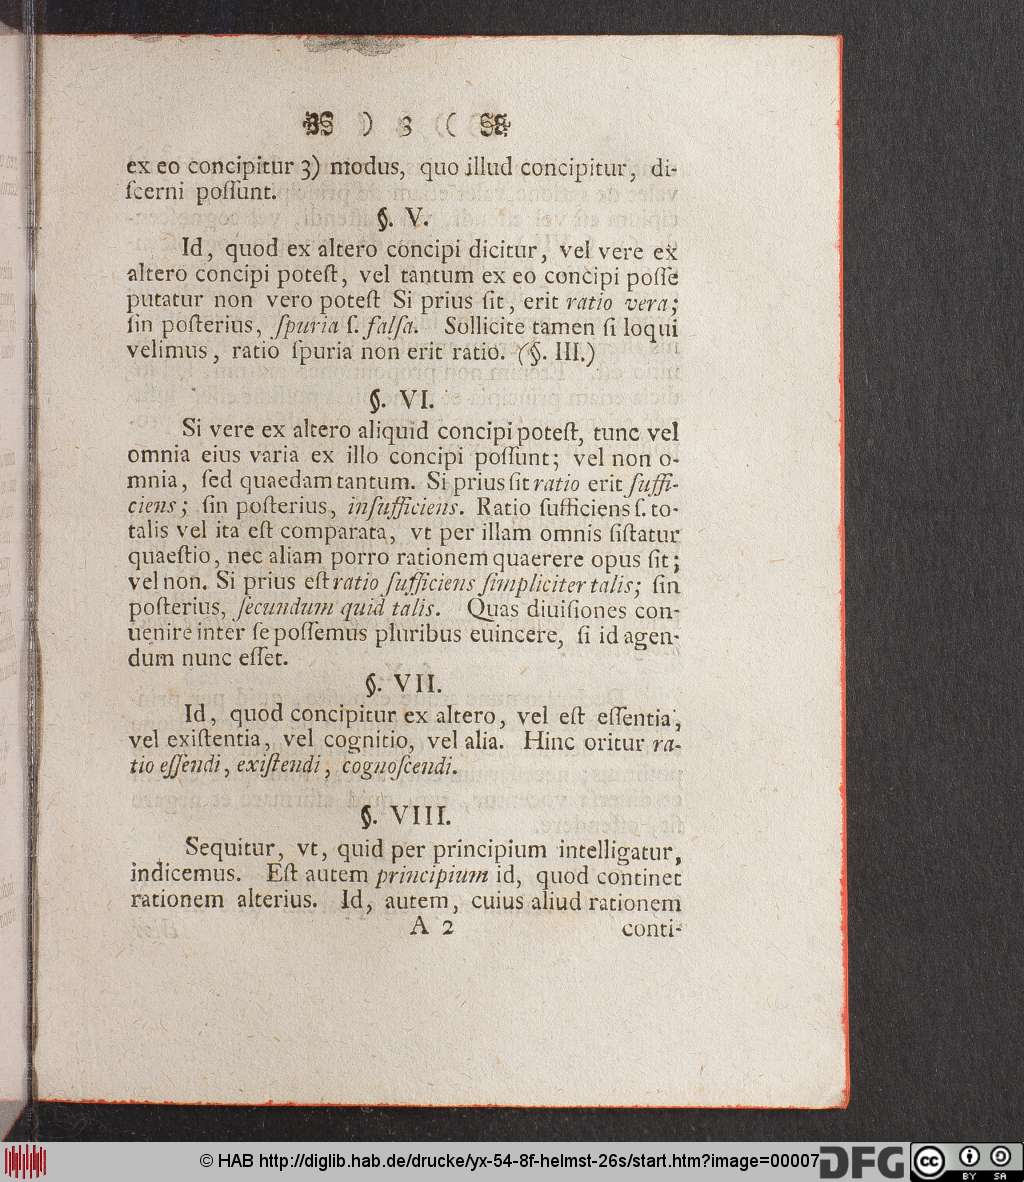 ) 3 (
ex eo concipitur 3) modus, quo illud concipitur, di-
ſcerni poſſunt.
§. V.
Id, quod ex altero concipi dicitur, vel vere ex
altero concipi poteſt, vel tantum ex eo concipi poſſe
putatur non vero poteſt Si prius ſit, erit ratio vera;
ſin poſterius, ſpuria ſ. falſa. Sollicite tamen ſi loqui
velimus, ratio ſpuria non erit ratio. (§. III.)
§. VI.
Si vere ex altero aliquid concipi poteſt, tunc vel
omnia eius varia ex illo concipi poſſunt; vel non o-
mnia, ſed quaedam tantum. Si prius ſit ratio erit ſuffi-
ciens; ſin poſterius, inſufficiens. Ratio ſufficiens ſ. to-
talis vel ita eſt comparata, vt per illam omnis ſiſtatur
quaeſtio, nec aliam porro rationem quaerere opus ſit;
vel non. Si prius eſt ratio ſufficiens ſimpliciter talis; ſin
poſterius, ſecundum quid talis. Quas diuiſiones con-
uenire inter ſe poſſemus pluribus euincere, ſi id agen-
dum nunc eſſet.
§. VII.
Id, quod concipitur ex altero, vel eſt eſſentia,
vel exiſtentia, vel cognitio, vel alia. Hinc oritur ra-
tio eſſendi, exiſtendi, cognoſcendi.
§. VIII.
Sequitur, vt, quid per principium intelligatur,
indicemus. Eſt autem principium id, quod continet
rationem alterius. Id, autem, cuius aliud rationem
A 2 conti-
© HAB http://diglib.hab.de/drucke/yx-54-8f-helmst-26s/start.htm?image=00007
DFG
cc BY SA